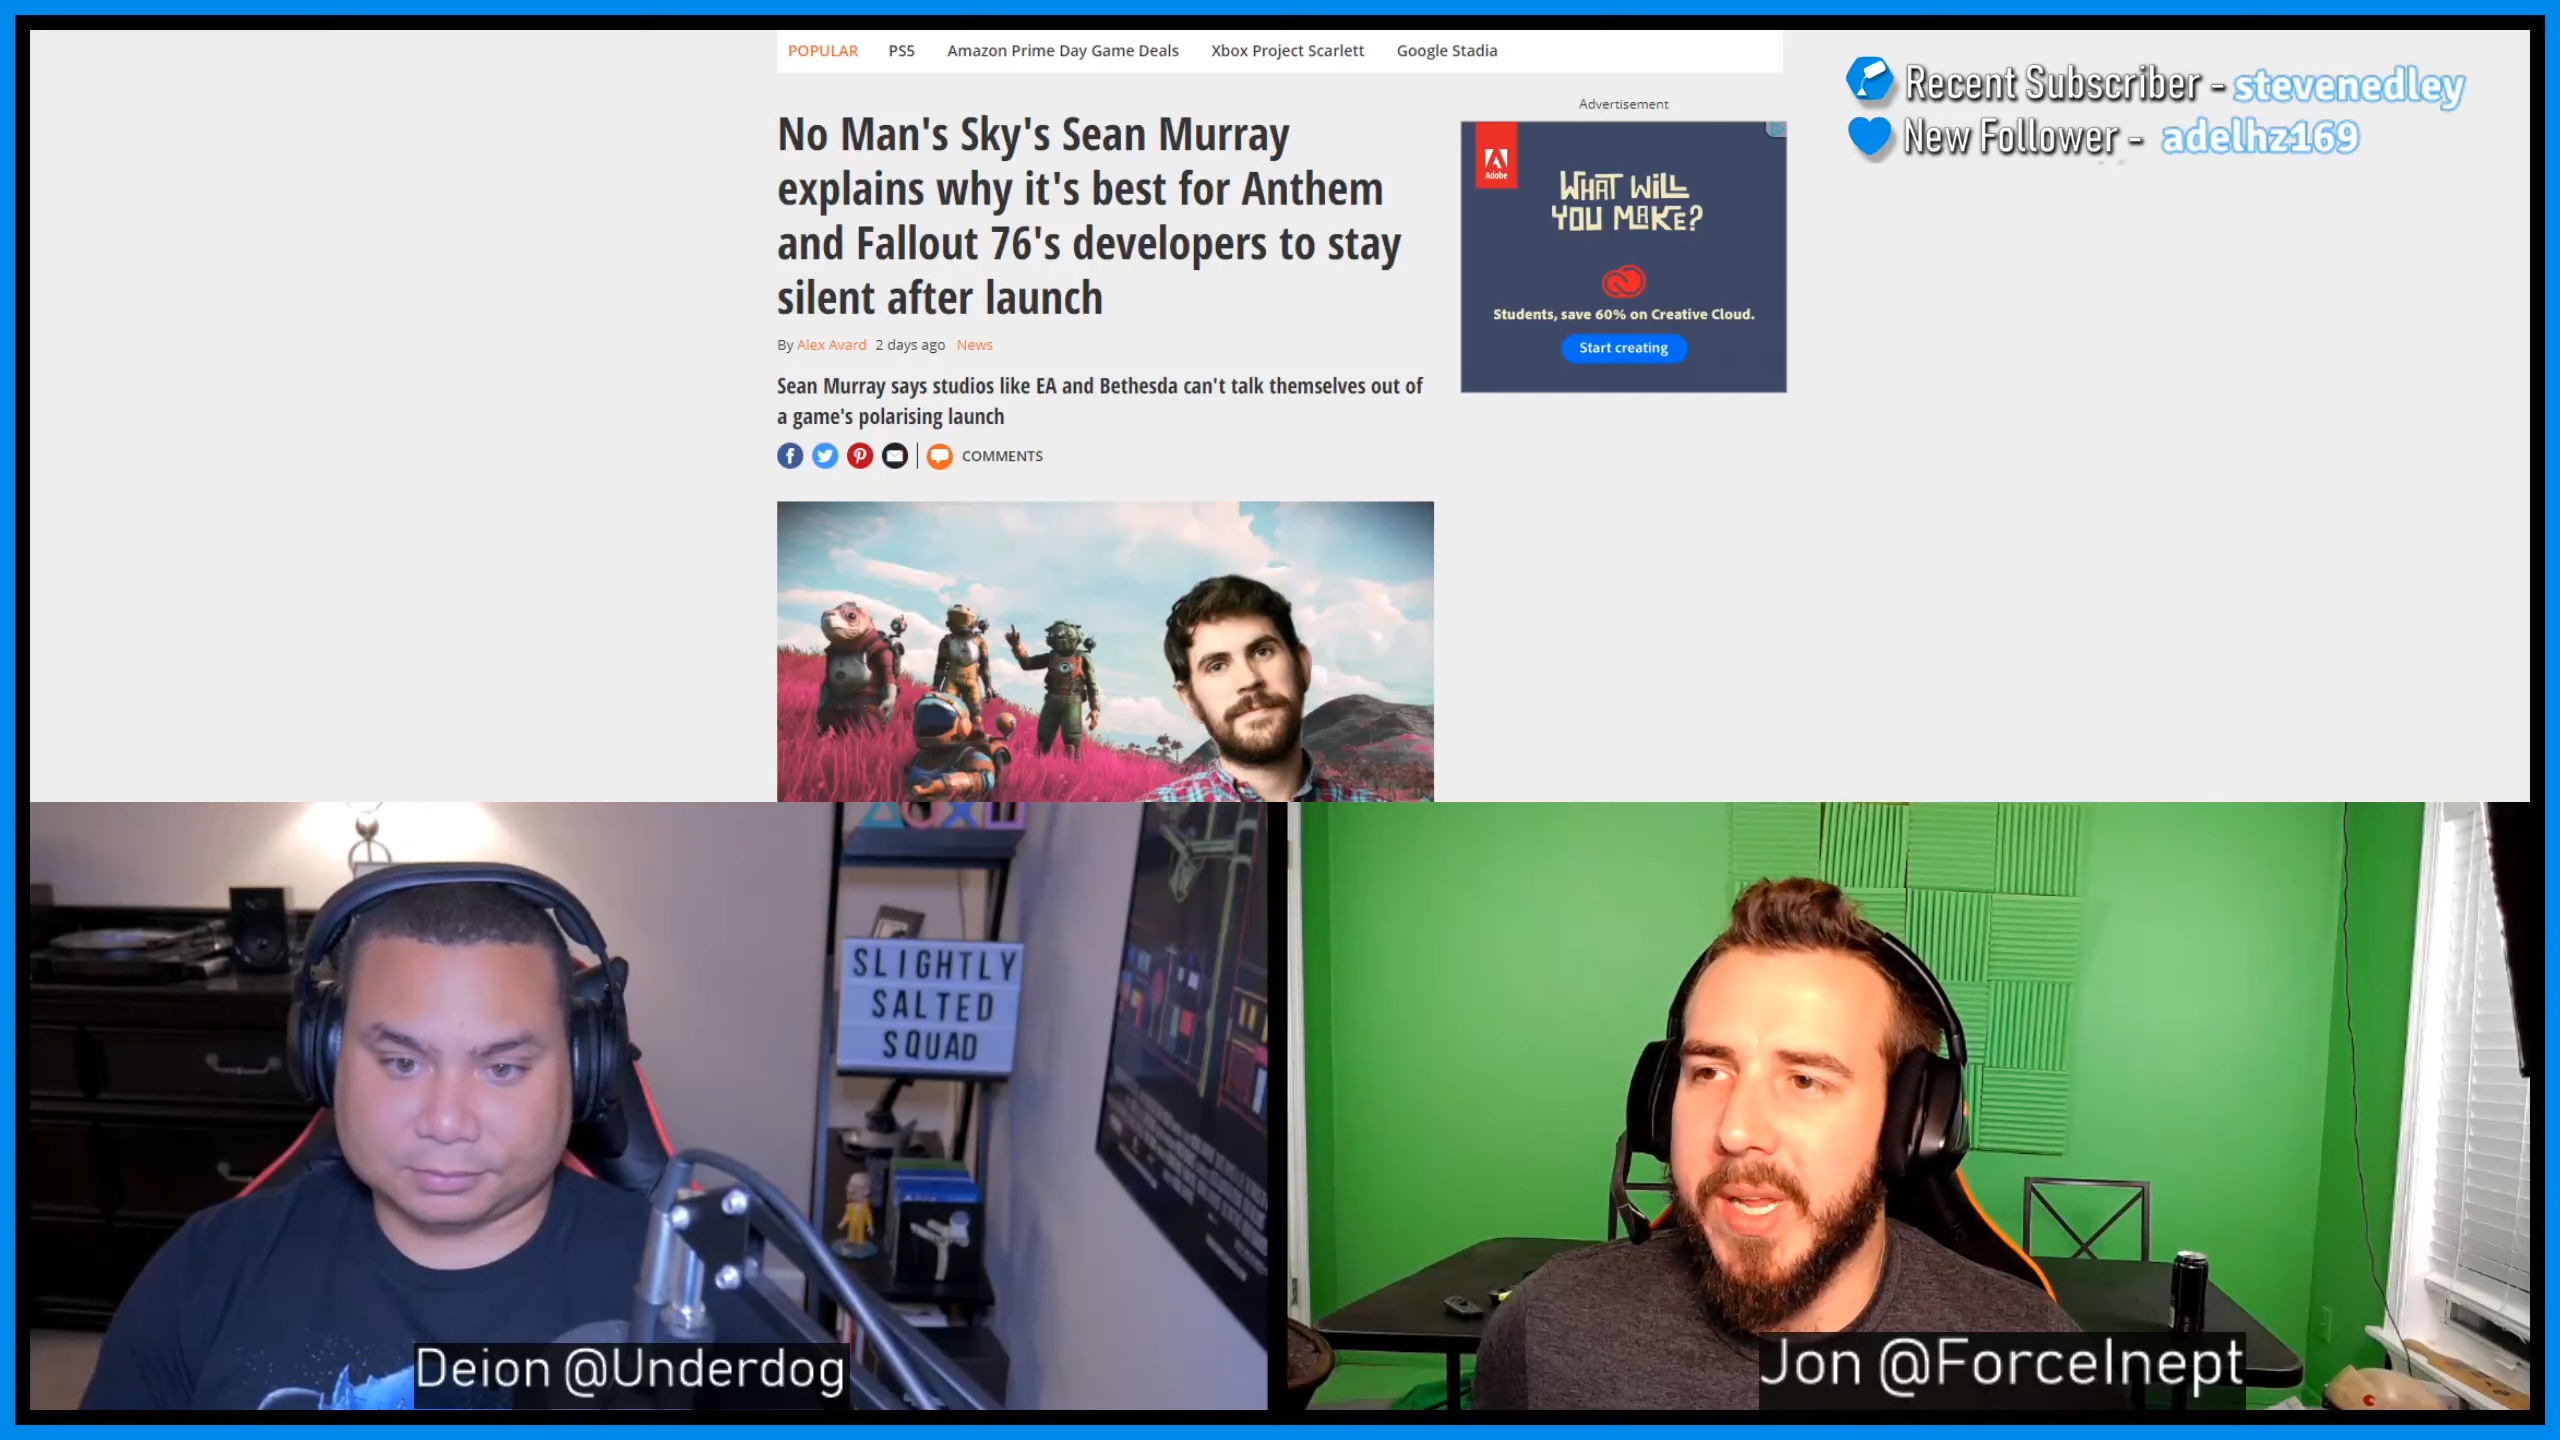 POPULAR PS5 Amazon Prime Day Game Deals Xbox Project Scarlett Google Stadia
Recent Subscriber - stevenedley
New Follower - adelhz169
No Man's Sky's Sean Murray
explains why it's best for Anthem
and Fallout 76's developers to stay
silent after launch
By Alex Avard 2 days ago News
Sean Murray says studios like EA and Bethesda can't talk themselves out of
a game's polarising launch
COMMENTS
Advertisement
Adobe
WHAT WILL
YOU MAKE?
Students, save 60% on Creative Cloud.
Start creating
SLIGHTLY
SALTED
SQUAD
Deion @Underdog
Jon @ForceInept